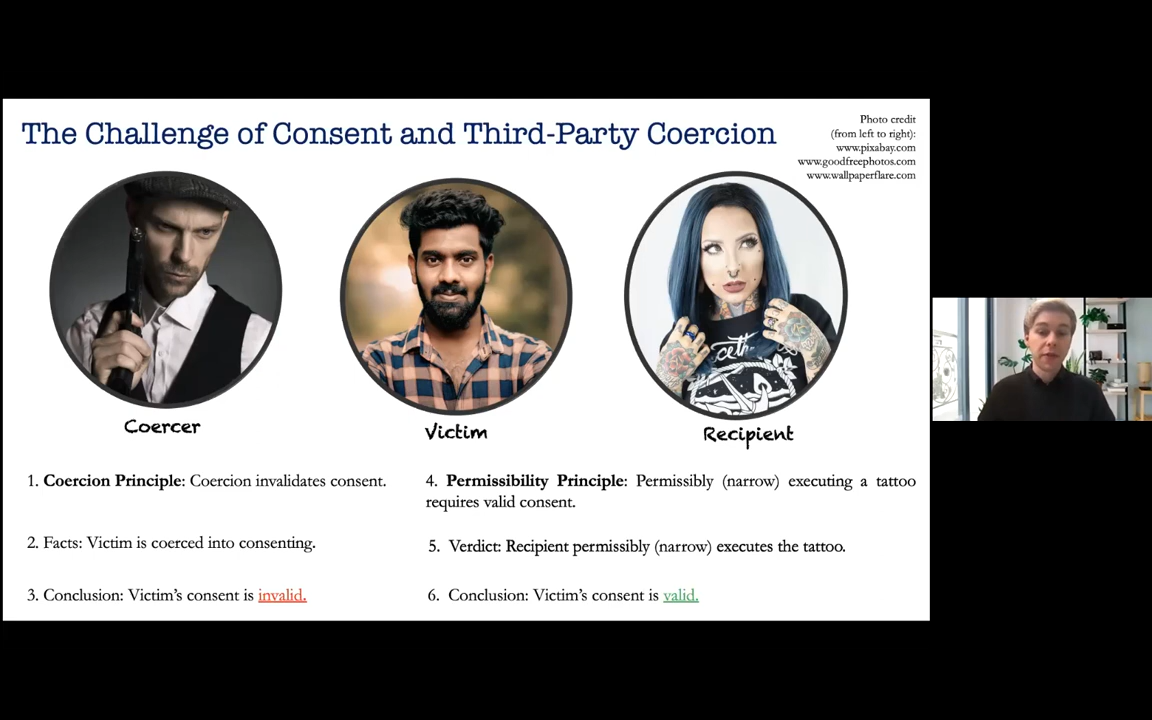 The Challenge of Consent and Third-Party Coercion
Photo credit
(from left to right):
www.pixabay.com
www.goodfreephotos.com
www.wallpaperflare.com
Coercer
Victim
Recipient
1. Coercion Principle: Coercion invalidates consent.
2. Facts: Victim is coerced into consenting.
3. Conclusion: Victim's consent is invalid.
4. Permissibility Principle: Permissibly (narrow) executing a tattoo
requires valid consent.
5. Verdict: Recipient permissibly (narrow) executes the tattoo.
6. Conclusion: Victim's consent is valid.